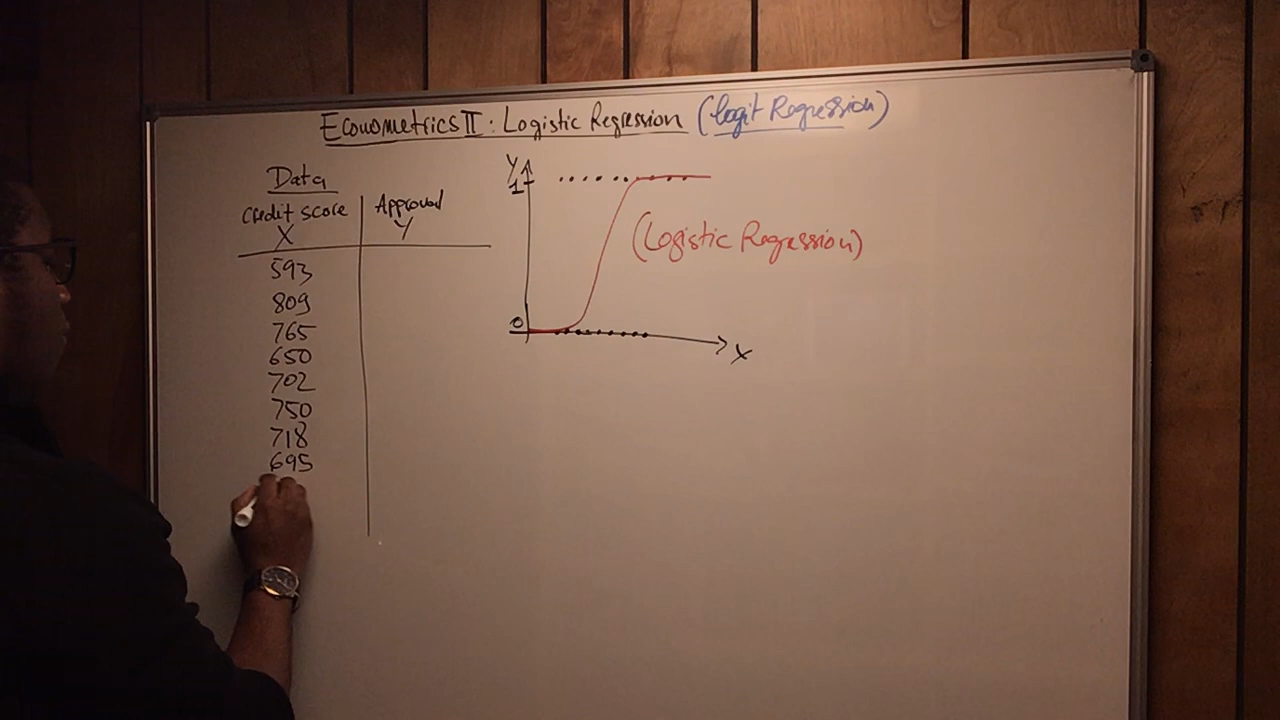 Econometrics II: Logistic Regression (Logit Regression)
Data
Credit score
X
Approval
Y
593
809
765
650
702
750
718
695
Y
1
0
X
(Logistic Regression)